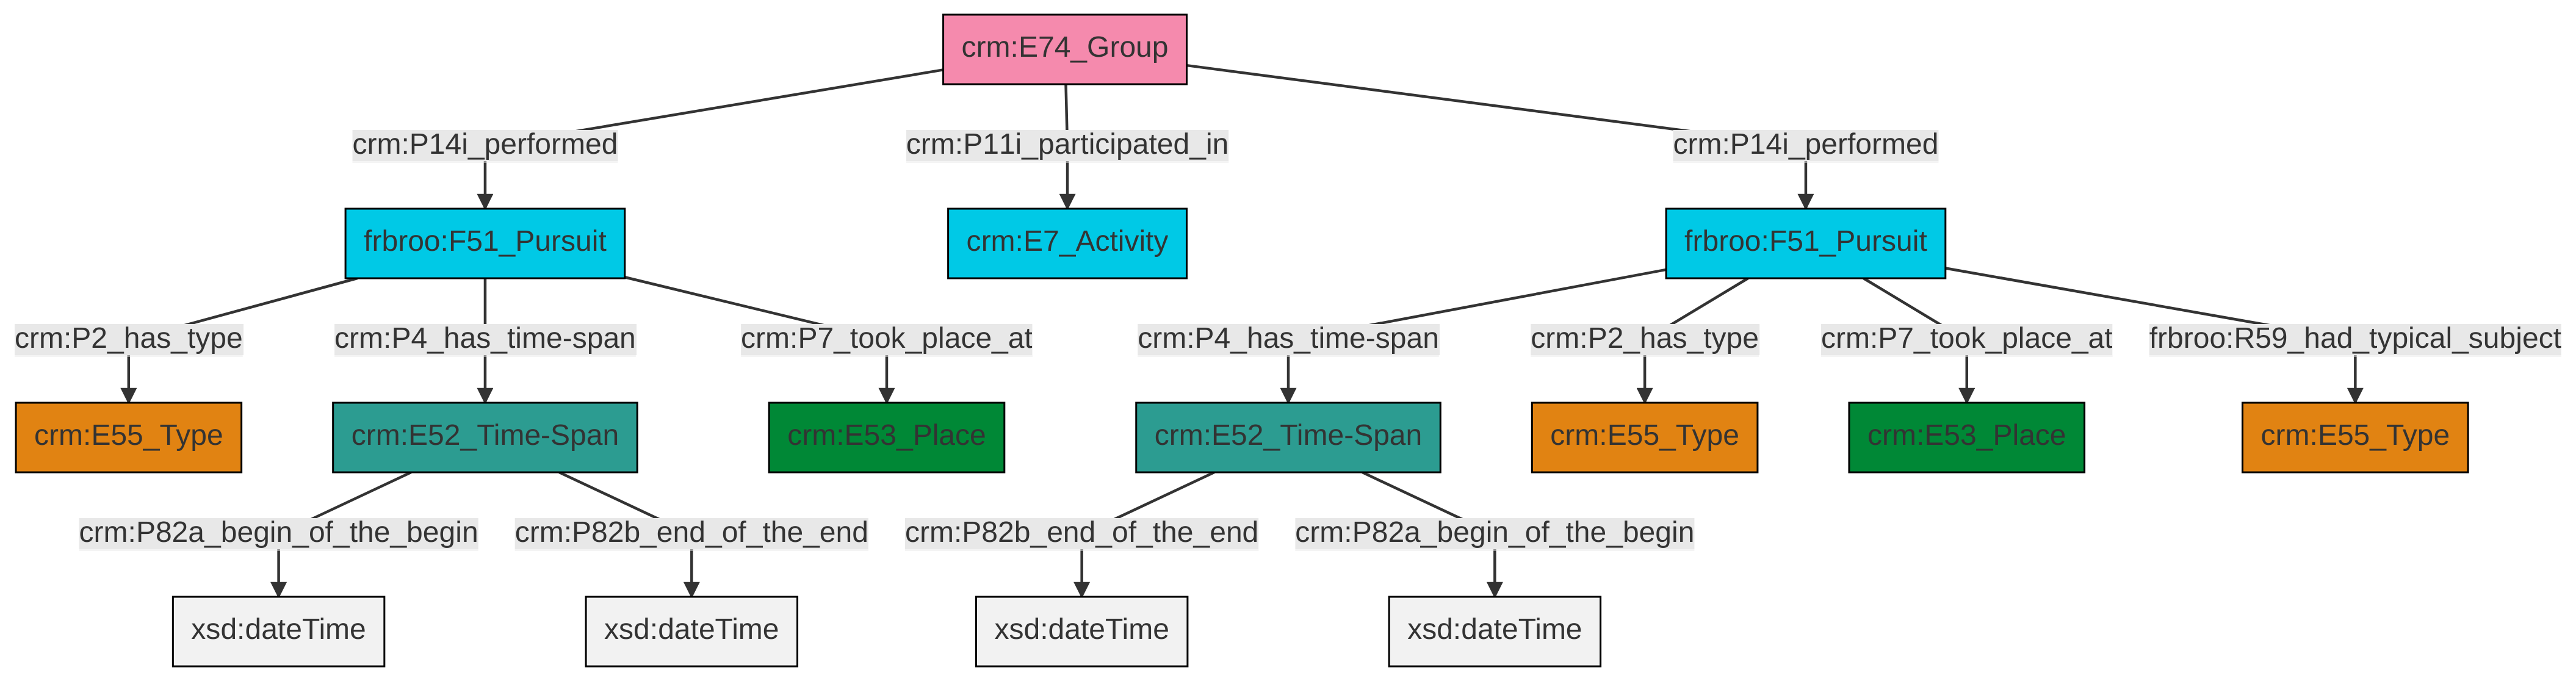 crm:E74_Group
crm:P14i_performed
crm:P11i_participated_in
crm:P14i_performed
frbroo:F51_Pursuit
crm:E7_Activity
frbroo:F51_Pursuit
crm:P2_has_type
crm:P4_has_time-span
crm:P7_took_place_at
crm:P4_has_time-span
crm:P2_has_type
crm:P7_took_place_at
frbroo:R59_had_typical_subject
crm:E55_Type
crm:E52_Time-Span
crm:E53_Place
crm:E52_Time-Span
crm:E55_Type
crm:E53_Place
crm:E55_Type
crm:P82a_begin_of_the_begin
crm:P82b_end_of_the_end
crm:P82b_end_of_the_end
crm:P82a_begin_of_the_begin
xsd:dateTime
xsd:dateTime
xsd:dateTime
xsd:dateTime